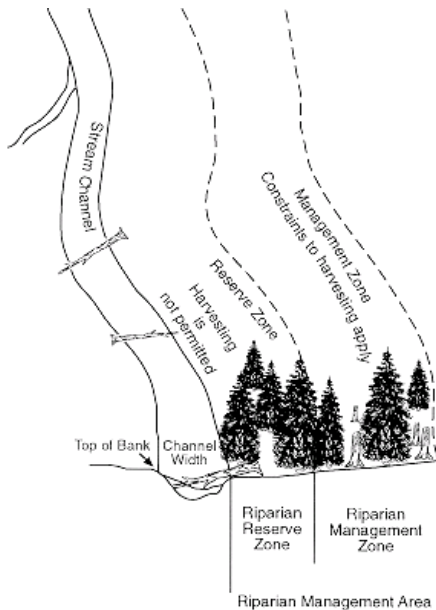 Stream Channel
Reserve Zone
Harvesting
is
not permitted
Management Zone
Constraints to harvesting apply
Top of Bank
Channel
Width
Riparian
Reserve
Zone
Riparian
Management
Zone
Riparian Management Area